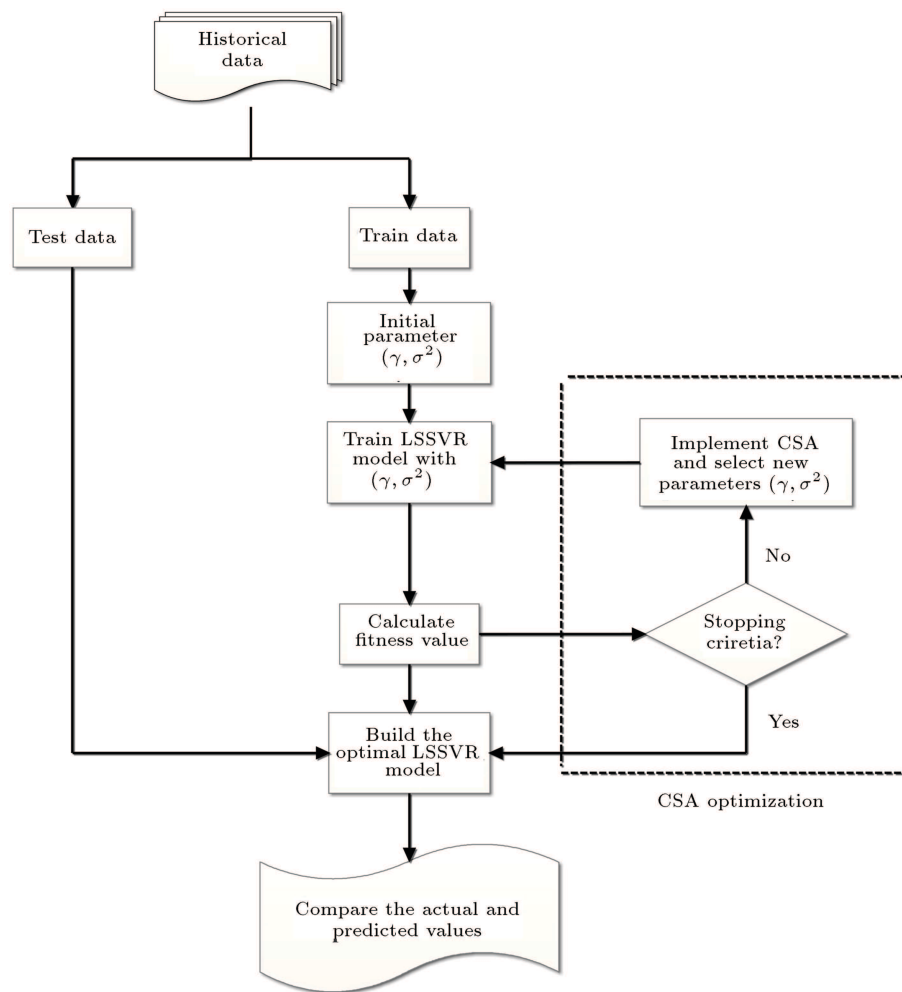 Historical
data
Test data
Train data
Initial
parameter
(γ, σ²)
Train LSSVR
model with
(γ, σ²)
Implement CSA
and select new
parameters (γ, σ²)
No
Calculate
fitness value
Stopping
criretia?
Yes
Build the
optimal LSSVR
model
CSA optimization
Compare the actual and
predicted values